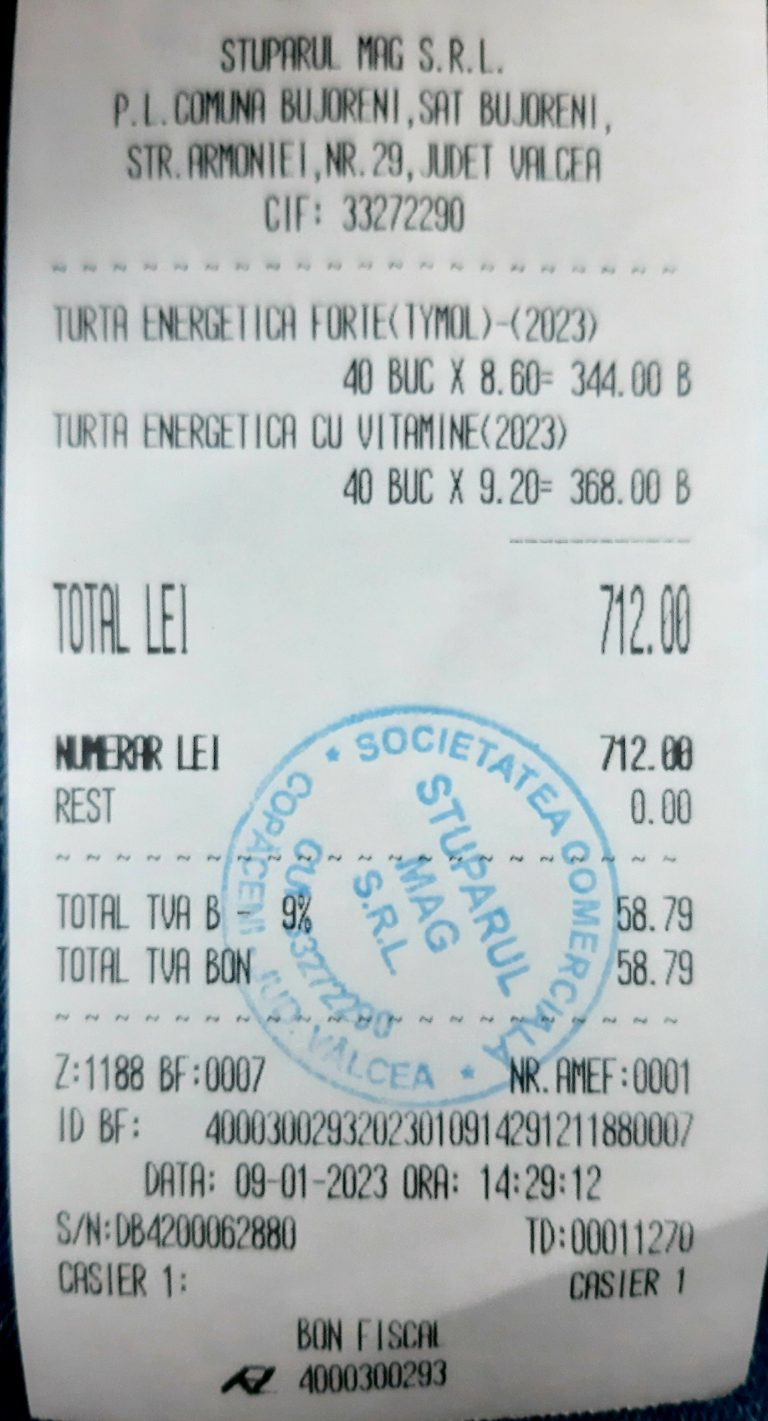 STUPARUL MAG S.R.L.
P.L.COMUNA BUJORENI,SAT BUJORENI,
STR.ARMONIEI,NR.29,JUDET VALCEA
CIF: 33272290
~ ~ ~ ~ ~ ~ ~ ~ ~ ~ ~ ~ ~ ~ ~ ~ ~ ~ ~ ~ ~
TURTA ENERGETICA FORTE(TYMOL)-(2023)
40 BUC X 8.60= 344.00 B
TURTA ENERGETICA CU VITAMINE(2023)
40 BUC X 9.20= 368.00 B
----------
TOTAL LEI 712.00
NUMERAR LEI 712.00
REST 0.00
~ ~ ~ ~ ~ ~ ~ ~ ~ ~ ~ ~ ~ ~ ~ ~ ~ ~ ~ ~ ~
TOTAL TVA B - 9% 58.79
TOTAL TVA BON 58.79
~ ~ ~ ~ ~ ~ ~ ~ ~ ~ ~ ~ ~ ~ ~ ~ ~ ~ ~ ~ ~
Z:1188 BF:0007 NR.AMEF:0001
ID BF: 40003002932023010914291211880007
DATA: 09-01-2023 ORA: 14:29:12
S/N:DB4200062880 TD:00011270
CASIER 1: CASIER 1
BON FISCAL
4000300293
* SOCIETATEA COMERCIALA *
COPACENI - JUD. VALCEA
STUPARUL
MAG
S.R.L
CUI 33272290